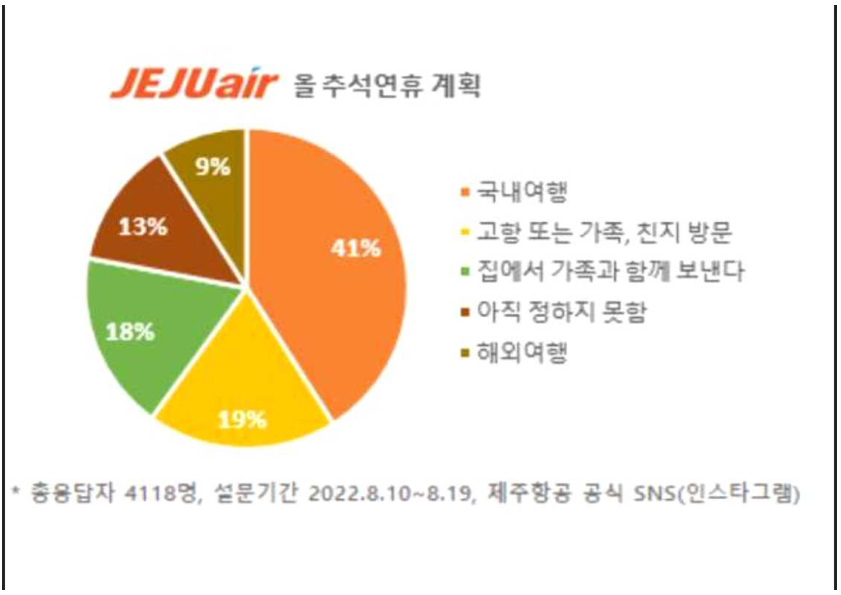 JEJUair 올 추석연휴 계획
9%
13%
41%
18%
19%
국내여행
고향 또는 가족, 친지 방문
집에서 가족과 함께 보낸다
아직 정하지 못함
해외여행
* 총응답자 4118명, 설문기간 2022.8.10~8.19, 제주항공 공식 SNS(인스타그램)